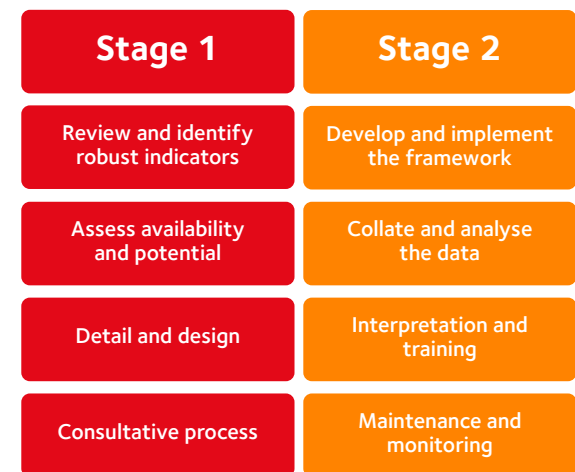 Stage 1
Review and identify
robust indicators
Assess availability
and potential
Detail and design
Consultative process
Stage 2
Develop and implement
the framework
Collate and analyse
the data
Interpretation and
training
Maintenance and
monitoring